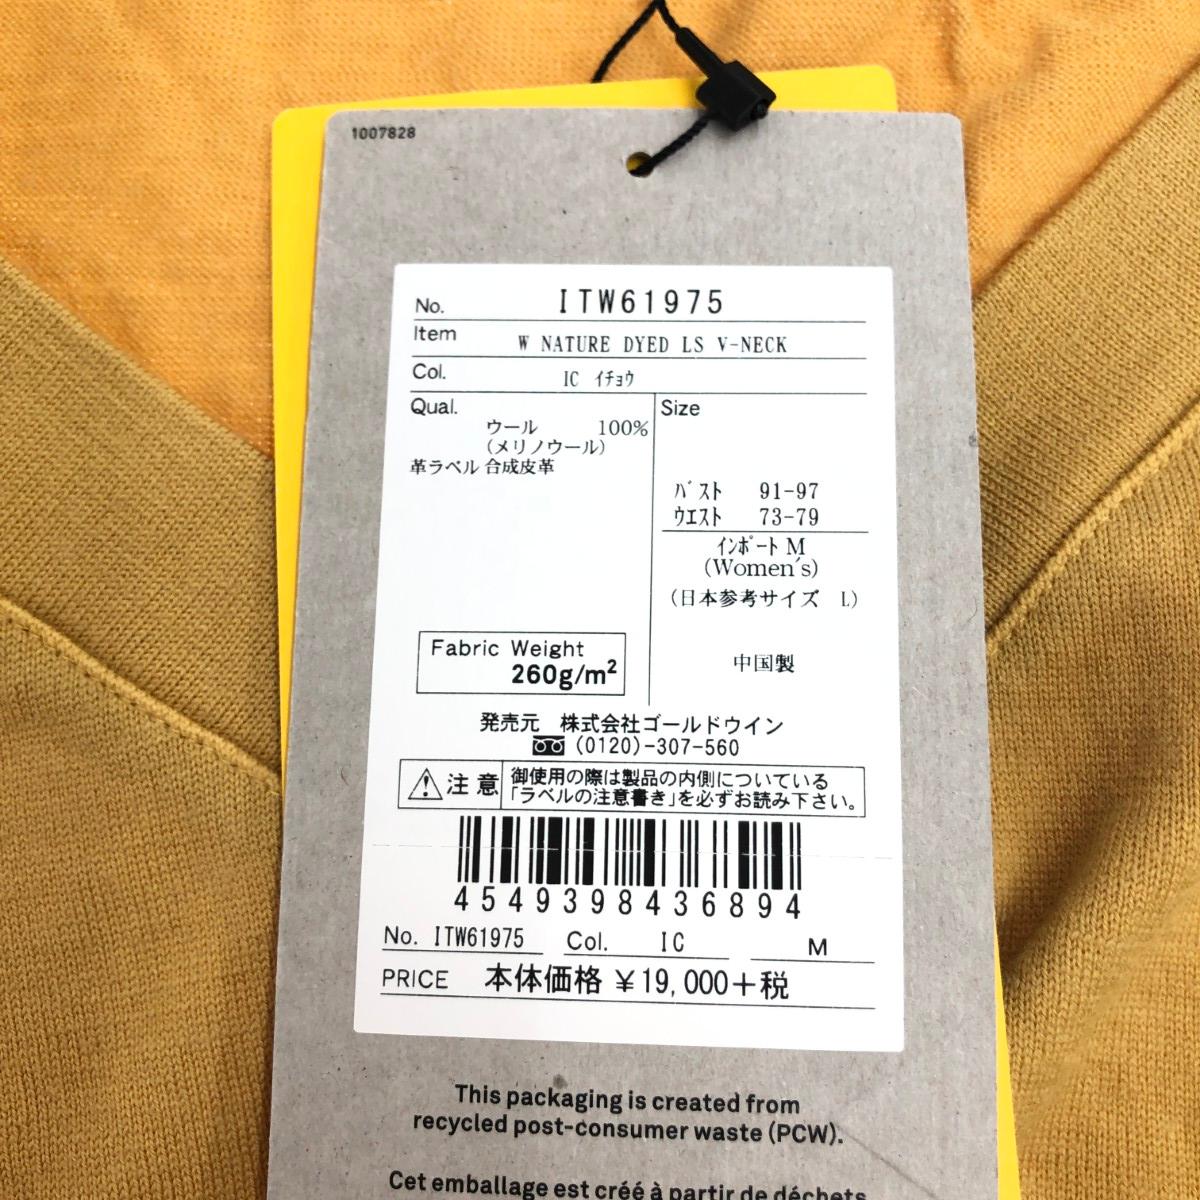 1007828
No. ITW61975
Item W NATURE DYED LS V-NECK
Col. IC ｲﾁｮｳ
Qual.
ウール 100%
(メリノウール)
革ラベル 合成皮革
Size
ﾊﾞｽﾄ 91-97
ｳｴｽﾄ 73-79
ｲﾝﾎﾟｰﾄ M
(Women's)
(日本参考サイズ L)
中国製
Fabric Weight
260g/m²
発売元 株式会社ゴールドウイン
(0120)-307-560
注意
御使用の際は製品の内側についている
「ラベルの注意書き」を必ずお読み下さい。
4549398436894
No. ITW61975 Col. IC M
PRICE 本体価格 ¥19,000+税
This packaging is created from
recycled post-consumer waste (PCW).
Cet emballage est créé à partir de déchets